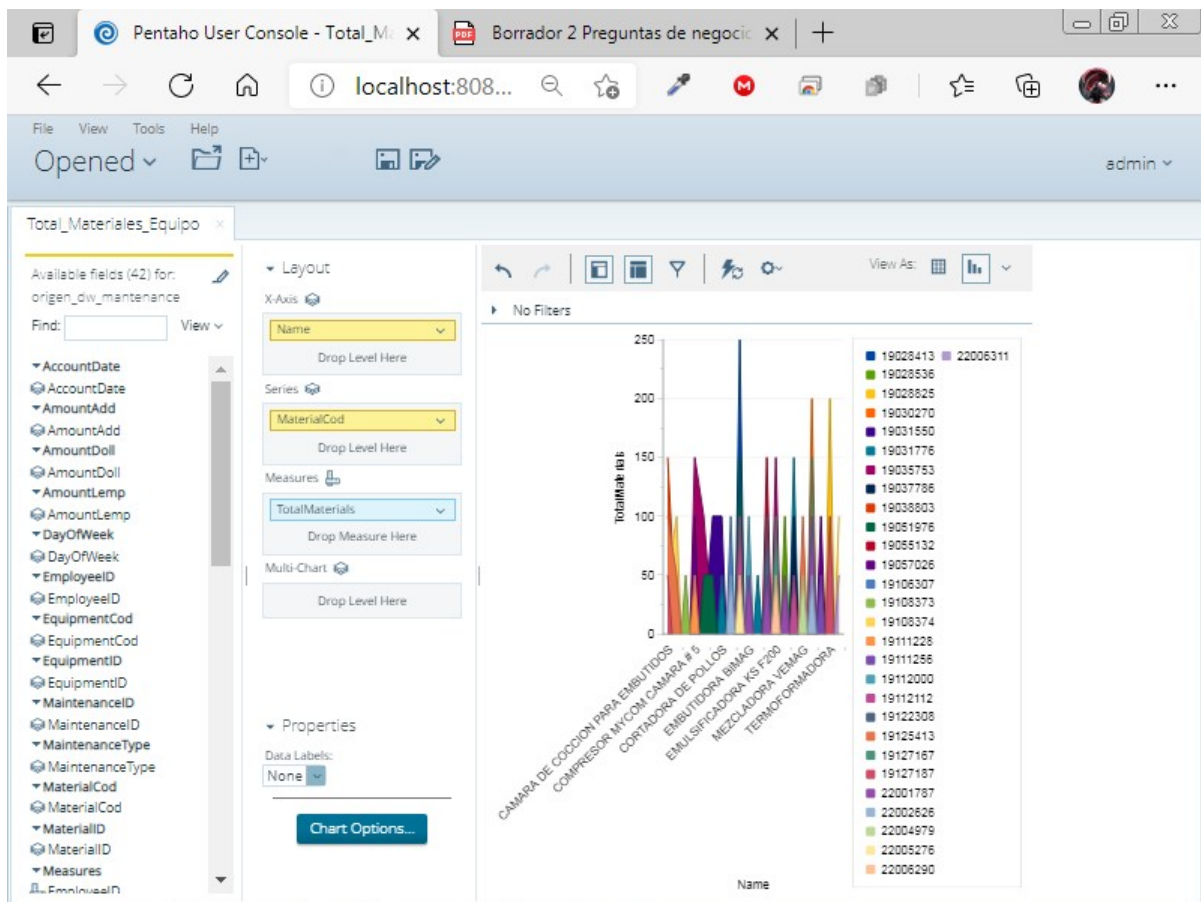 Pentaho User Console - Total_Ma
Borrador 2 Preguntas de negocic
localhost:808...
File View Tools Help
Opened
admin
Total_Materiales_Equipo
Available fields (42) for:
origen_dw_mantenance
Find:
View
AccountDate
AccountDate
AmountAdd
AmountAdd
AmountDoll
AmountDoll
AmountLemp
AmountLemp
DayOfWeek
DayOfWeek
EmployeeID
EmployeeID
EquipmentCod
EquipmentCod
EquipmentID
EquipmentID
MaintenanceID
MaintenanceID
MaintenanceType
MaintenanceType
MaterialCod
MaterialCod
MaterialID
MaterialID
Measures
EmployeeID
Layout
X-Axis
Name
Drop Level Here
Series
MaterialCod
Drop Level Here
Measures
TotalMaterials
Drop Measure Here
Multi-Chart
Drop Level Here
Properties
Data Labels:
None
Chart Options...
View As:
No Filters
250
200
150
100
50
0
TotalMaterials
CAMARA DE COCCION PARA EMBUTIDOS
COMPRESOR MYCOM CAMARA # 5
CORTADORA DE POLLOS
EMBUTIDORA BIMAG
EMULSIFICADORA KS F200
MEZCLADORA VEMAG
TERMOFORMADORA
Name
19028413 22006311
19028536
19028825
19030270
19031550
19031776
19035753
19037786
19038803
19051976
19055132
19057026
19106307
19108373
19108374
19111228
19111256
19112000
19112112
19122308
19125413
19127167
19127187
22001787
22002626
22004979
22005276
22006290